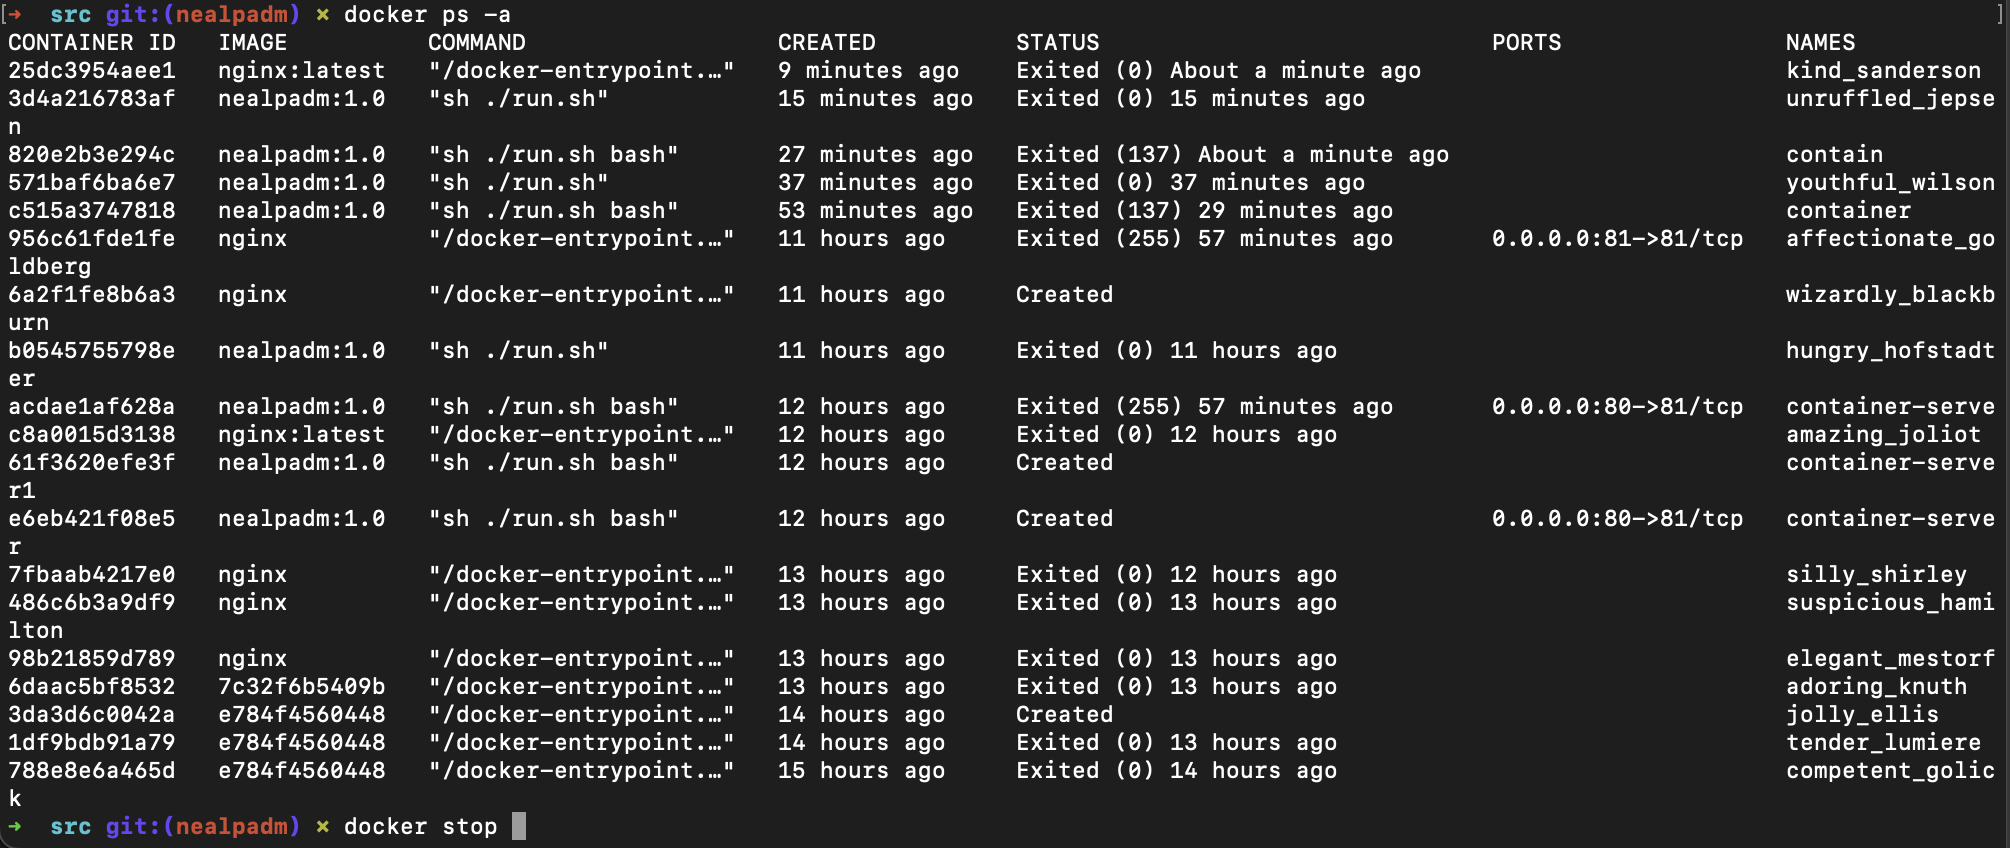 [➜  src git:(nealpadm) ✗ docker ps -a ]
CONTAINER ID   IMAGE          COMMAND                  CREATED          STATUS                            PORTS                NAMES
25dc3954aee1   nginx:latest   "/docker-entrypoint.…"   9 minutes ago    Exited (0) About a minute ago                          kind_sanderson
3d4a216783af   nealpadm:1.0   "sh ./run.sh"            15 minutes ago   Exited (0) 15 minutes ago                              unruffled_jepse
n
820e2b3e294c   nealpadm:1.0   "sh ./run.sh bash"       27 minutes ago   Exited (137) About a minute ago                        contain
571baf6ba6e7   nealpadm:1.0   "sh ./run.sh"            37 minutes ago   Exited (0) 37 minutes ago                              youthful_wilson
c515a3747818   nealpadm:1.0   "sh ./run.sh bash"       53 minutes ago   Exited (137) 29 minutes ago                            container
956c61fde1fe   nginx          "/docker-entrypoint.…"   11 hours ago     Exited (255) 57 minutes ago       0.0.0.0:81->81/tcp   affectionate_go
ldberg
6a2f1fe8b6a3   nginx          "/docker-entrypoint.…"   11 hours ago     Created                                                wizardly_blackb
urn
b0545755798e   nealpadm:1.0   "sh ./run.sh"            11 hours ago     Exited (0) 11 hours ago                                hungry_hofstadt
er
acdae1af628a   nealpadm:1.0   "sh ./run.sh bash"       12 hours ago     Exited (255) 57 minutes ago       0.0.0.0:80->81/tcp   container-serve
c8a0015d3138   nginx:latest   "/docker-entrypoint.…"   12 hours ago     Exited (0) 12 hours ago                                amazing_joliot
61f3620efe3f   nealpadm:1.0   "sh ./run.sh bash"       12 hours ago     Created                                                container-serve
r1
e6eb421f08e5   nealpadm:1.0   "sh ./run.sh bash"       12 hours ago     Created                           0.0.0.0:80->81/tcp   container-serve
r
7fbaab4217e0   nginx          "/docker-entrypoint.…"   13 hours ago     Exited (0) 12 hours ago                                silly_shirley
486c6b3a9df9   nginx          "/docker-entrypoint.…"   13 hours ago     Exited (0) 13 hours ago                                suspicious_hami
lton
98b21859d789   nginx          "/docker-entrypoint.…"   13 hours ago     Exited (0) 13 hours ago                                elegant_mestorf
6daac5bf8532   7c32f6b5409b   "/docker-entrypoint.…"   13 hours ago     Exited (0) 13 hours ago                                adoring_knuth
3da3d6c0042a   e784f4560448   "/docker-entrypoint.…"   14 hours ago     Created                                                jolly_ellis
1df9bdb91a79   e784f4560448   "/docker-entrypoint.…"   14 hours ago     Exited (0) 13 hours ago                                tender_lumiere
788e8e6a465d   e784f4560448   "/docker-entrypoint.…"   15 hours ago     Exited (0) 14 hours ago                                competent_golic
k
➜  src git:(nealpadm) ✗ docker stop